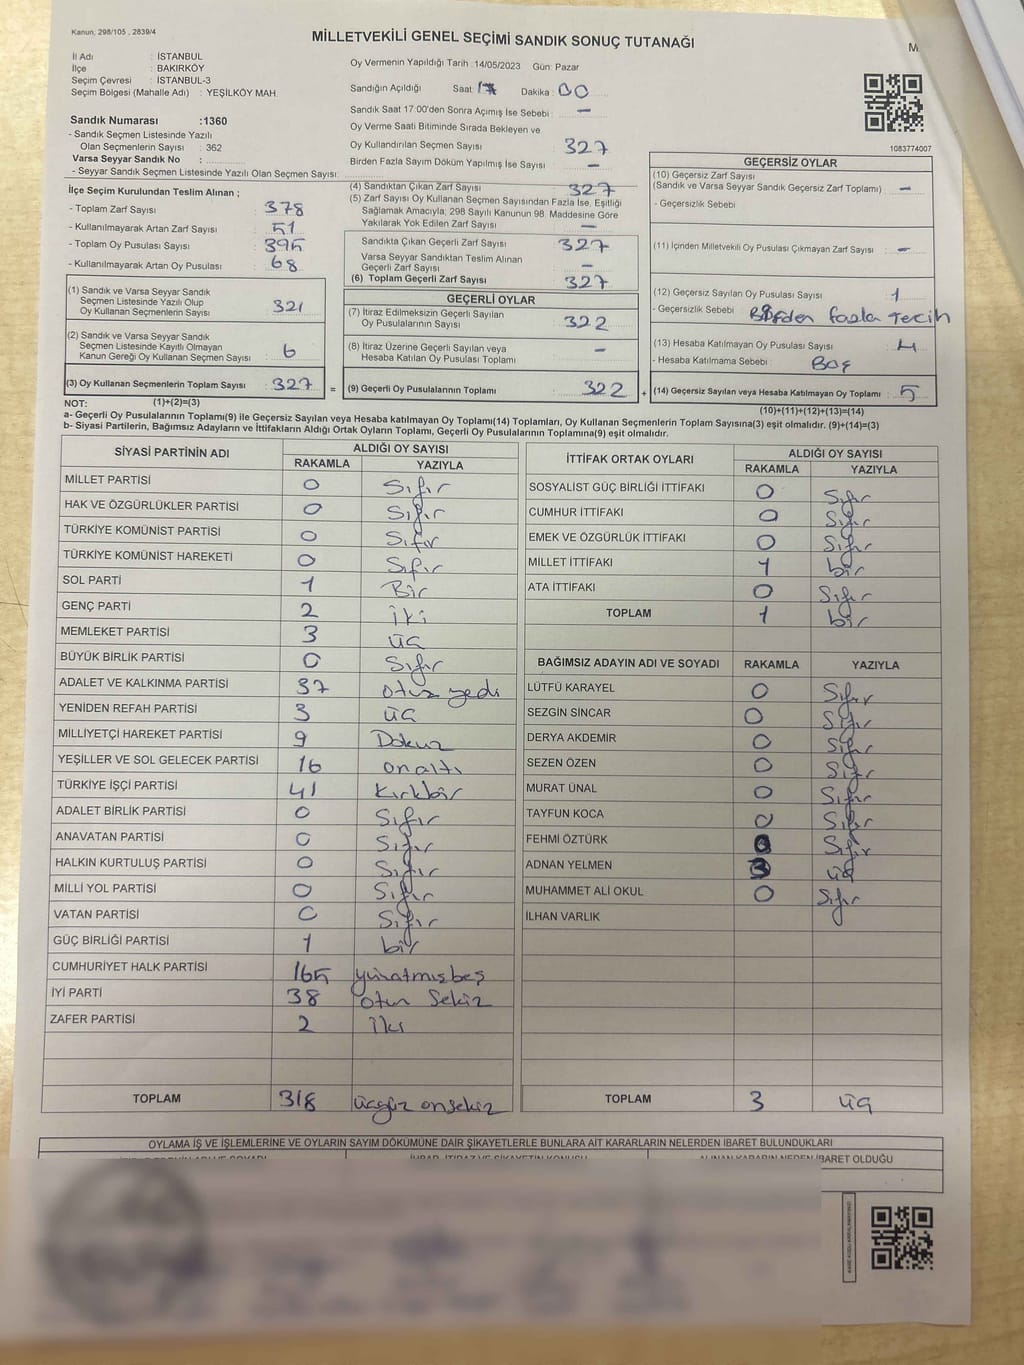 Kanun; 298/105 , 2839/4
MİLLETVEKİLİ GENEL SEÇİMİ SANDIK SONUÇ TUTANAĞI
M.
İl Adı : İSTANBUL
İlçe : BAKIRKÖY
Seçim Çevresi : İSTANBUL-3
Seçim Bölgesi (Mahalle Adı) : YEŞİLKÖY MAH.
Sandık Numarası :1360
- Sandık Seçmen Listesinde Yazılı
Olan Seçmenlerin Sayısı : 362
Varsa Seyyar Sandık No :
- Seyyar Sandık Seçmen Listesinde Yazılı Olan Seçmen Sayısı:
Oy Vermenin Yapıldığı Tarih :14/05/2023 Gün: Pazar
Sandığın Açıldığı Saat: 17 Dakika : 00
Sandık Saat 17:00'den Sonra Açımış İse Sebebi : -
Oy Verme Saati Bitiminde Sırada Bekleyen ve
Oy Kullandırılan Seçmen Sayısı 327
Birden Fazla Sayım Döküm Yapılmış İse Sayısı -
1083774007
İlçe Seçim Kurulundan Teslim Alınan ;
- Toplam Zarf Sayısı : 378
- Kullanılmayarak Artan Zarf Sayısı : 51
- Toplam Oy Pusulası Sayısı : 395
- Kullanılmayarak Artan Oy Pusulası : 68
(1) Sandık ve Varsa Seyyar Sandık
Seçmen Listesinde Yazılı Olup
Oy Kullanan Seçmenlerin Sayısı : 321
(2) Sandık ve Varsa Seyyar Sandık
Seçmen Listesinde Kayıtlı Olmayan
Kanun Gereği Oy Kullanan Seçmen Sayısı : 6
(3) Oy Kullanan Seçmenlerin Toplam Sayısı : 327 =
(4) Sandıktan Çıkan Zarf Sayısı 327
(5) Zarf Sayısı Oy Kullanan Seçmen Sayısından Fazla İse, Eşitliği
Sağlamak Amacıyla; 298 Sayılı Kanunun 98. Maddesine Göre
Yakılarak Yok Edilen Zarf Sayısı : -
Sandıkta Çıkan Geçerli Zarf Sayısı 327
Varsa Seyyar Sandıktan Teslim Alınan
Geçerli Zarf Sayısı -
(6) Toplam Geçerli Zarf Sayısı 327
GEÇERLİ OYLAR
(7) İtiraz Edilmeksizin Geçerli Sayılan
Oy Pusulalarının Sayısı : 322
(8) İtiraz Üzerine Geçerli Sayılan veya
Hesaba Katılan Oy Pusulası Toplamı : -
(9) Geçerli Oy Pusulalarının Toplamı : 322 +
GEÇERSİZ OYLAR
(10) Geçersiz Zarf Sayısı
(Sandık ve Varsa Seyyar Sandık Geçersiz Zarf Toplamı) : -
- Geçersizlik Sebebi
(11) İçinden Milletvekili Oy Pusulası Çıkmayan Zarf Sayısı : -
(12) Geçersiz Sayılan Oy Pusulası Sayısı : 1
- Geçersizlik Sebebi : Birden fazla Tercih
(13) Hesaba Katılmayan Oy Pusulası Sayısı : 4
- Hesaba Katılmama Sebebi : Boş
(14) Geçersiz Sayılan veya Hesaba Katılmayan Oy Toplamı : 5
NOT: (1)+(2)=(3)
(10)+(11)+(12)+(13)=(14)
a- Geçerli Oy Pusulalarının Toplamı(9) ile Geçersiz Sayılan veya Hesaba katılmayan Oy Toplamı(14) Toplamları, Oy Kullanan Seçmenlerin Toplam Sayısına(3) eşit olmalıdır. (9)+(14)=(3)
b- Siyasi Partilerin, Bağımsız Adayların ve İttifakların Aldığı Ortak Oyların Toplamı, Geçerli Oy Pusulalarının Toplamına(9) eşit olmalıdır.
SİYASİ PARTİNİN ADI ALDIĞI OY SAYISI
RAKAMLA YAZIYLA
MİLLET PARTİSİ 0 Sıfır
HAK VE ÖZGÜRLÜKLER PARTİSİ 0 Sıfır
TÜRKİYE KOMÜNİST PARTİSİ 0 Sıfır
TÜRKİYE KOMÜNİST HAREKETİ 0 Sıfır
SOL PARTİ 1 Bir
GENÇ PARTİ 2 İki
MEMLEKET PARTİSİ 3 üç
BÜYÜK BİRLİK PARTİSİ 0 Sıfır
ADALET VE KALKINMA PARTİSİ 37 otuz yedi
YENİDEN REFAH PARTİSİ 3 üç
MİLLİYETÇİ HAREKET PARTİSİ 9 Dokuz
YEŞİLLER VE SOL GELECEK PARTİSİ 16 onaltı
TÜRKİYE İŞÇİ PARTİSİ 41 Kırkbir
ADALET BİRLİK PARTİSİ 0 Sıfır
ANAVATAN PARTİSİ 0 Sıfır
HALKIN KURTULUŞ PARTİSİ 0 Sıfır
MİLLİ YOL PARTİSİ 0 Sıfır
VATAN PARTİSİ 0 Sıfır
GÜÇ BİRLİĞİ PARTİSİ 1 bir
CUMHURİYET HALK PARTİSİ 165 yüzatmışbeş
İYİ PARTİ 38 otuz sekiz
ZAFER PARTİSİ 2 iki
TOPLAM 318 üçyüz onsekiz
İTTİFAK ORTAK OYLARI ALDIĞI OY SAYISI
RAKAMLA YAZIYLA
SOSYALIST GÜÇ BİRLİĞİ İTTİFAKI 0 Sıfır
CUMHUR İTTİFAKI 0 Sıfır
EMEK VE ÖZGÜRLÜK İTTİFAKI 0 Sıfır
MİLLET İTTİFAKI 1 bir
ATA İTTİFAKI 0 Sıfır
TOPLAM 1 bir
BAĞIMSIZ ADAYIN ADI VE SOYADI RAKAMLA YAZIYLA
LÜTFÜ KARAYEL 0 Sıfır
SEZGİN SİNCAR 0 Sıfır
DERYA AKDEMİR 0 Sıfır
SEZEN ÖZEN 0 Sıfır
MURAT ÜNAL 0 Sıfır
TAYFUN KOCA 0 Sıfır
FEHMİ ÖZTÜRK 0 Sıfır
ADNAN YELMEN 3 üç
MUHAMMET ALİ OKUL 0 Sıfır
İLHAN VARLIK
TOPLAM 3 üç
OYLAMA İŞ VE İŞLEMLERİNE VE OYLARIN SAYIM DÖKÜMÜNE DAİR ŞİKAYETLERLE BUNLARA AİT KARARLARIN NELERDEN İBARET BULUNDUKLARI
İHBAR, İTİRAZ VE ŞİKAYETİN KONUSU ALINAN KARARIN NEDEN İBARET OLDUĞU